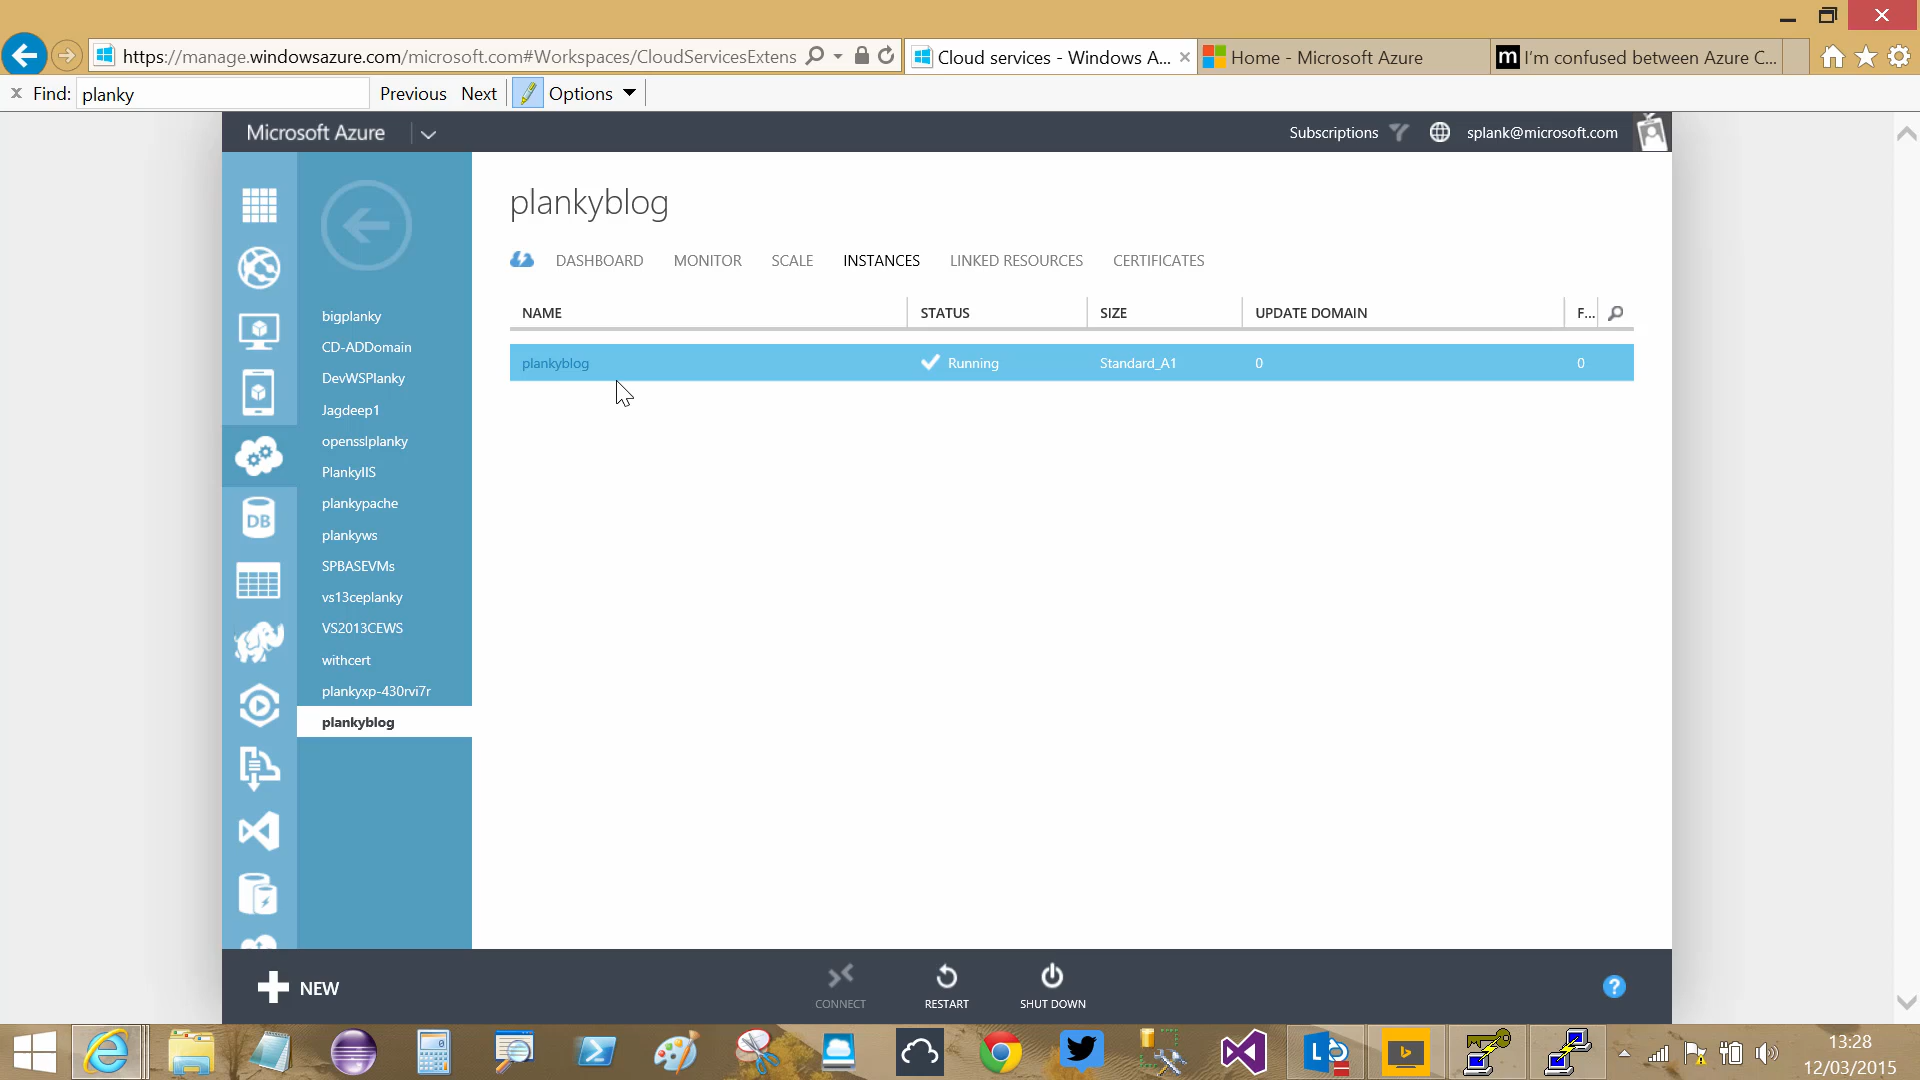 https://manage.windowsazure.com/microsoft.com#Workspaces/CloudServicesExtens
Cloud services - Windows A...
Home - Microsoft Azure
m I'm confused between Azure C...
x Find: planky Previous Next Options
Microsoft Azure
Subscriptions splank@microsoft.com
plankyblog
DASHBOARD MONITOR SCALE INSTANCES LINKED RESOURCES CERTIFICATES
NAME STATUS SIZE UPDATE DOMAIN F...
plankyblog Running Standard_A1 0 0
bigplanky
CD-ADDomain
DevWSPlanky
Jagdeep1
opensslplanky
PlankyIIS
plankypache
plankyws
SPBASEVMs
vs13ceplanky
VS2013CEWS
withcert
plankyxp-430rvi7r
plankyblog
DB
NEW
CONNECT RESTART SHUT DOWN
?
13:28
12/03/2015